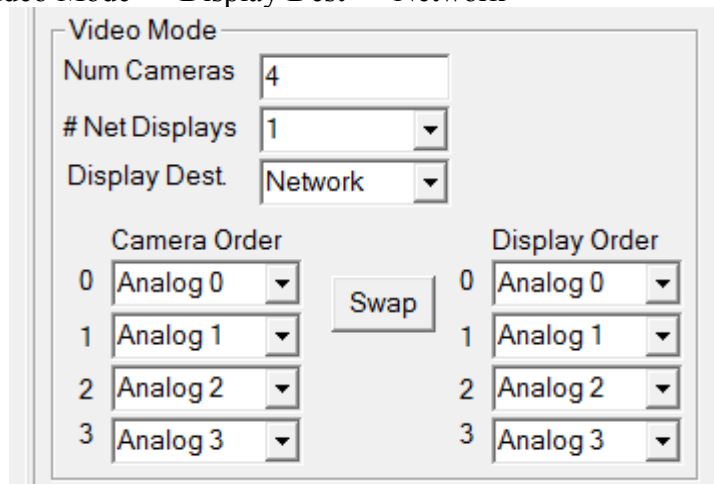 Video Mode
Num Cameras 4
# Net Displays 1
Display Dest. Network
Camera Order Display Order
0 Analog 0 Swap 0 Analog 0
1 Analog 1 1 Analog 1
2 Analog 2 2 Analog 2
3 Analog 3 3 Analog 3